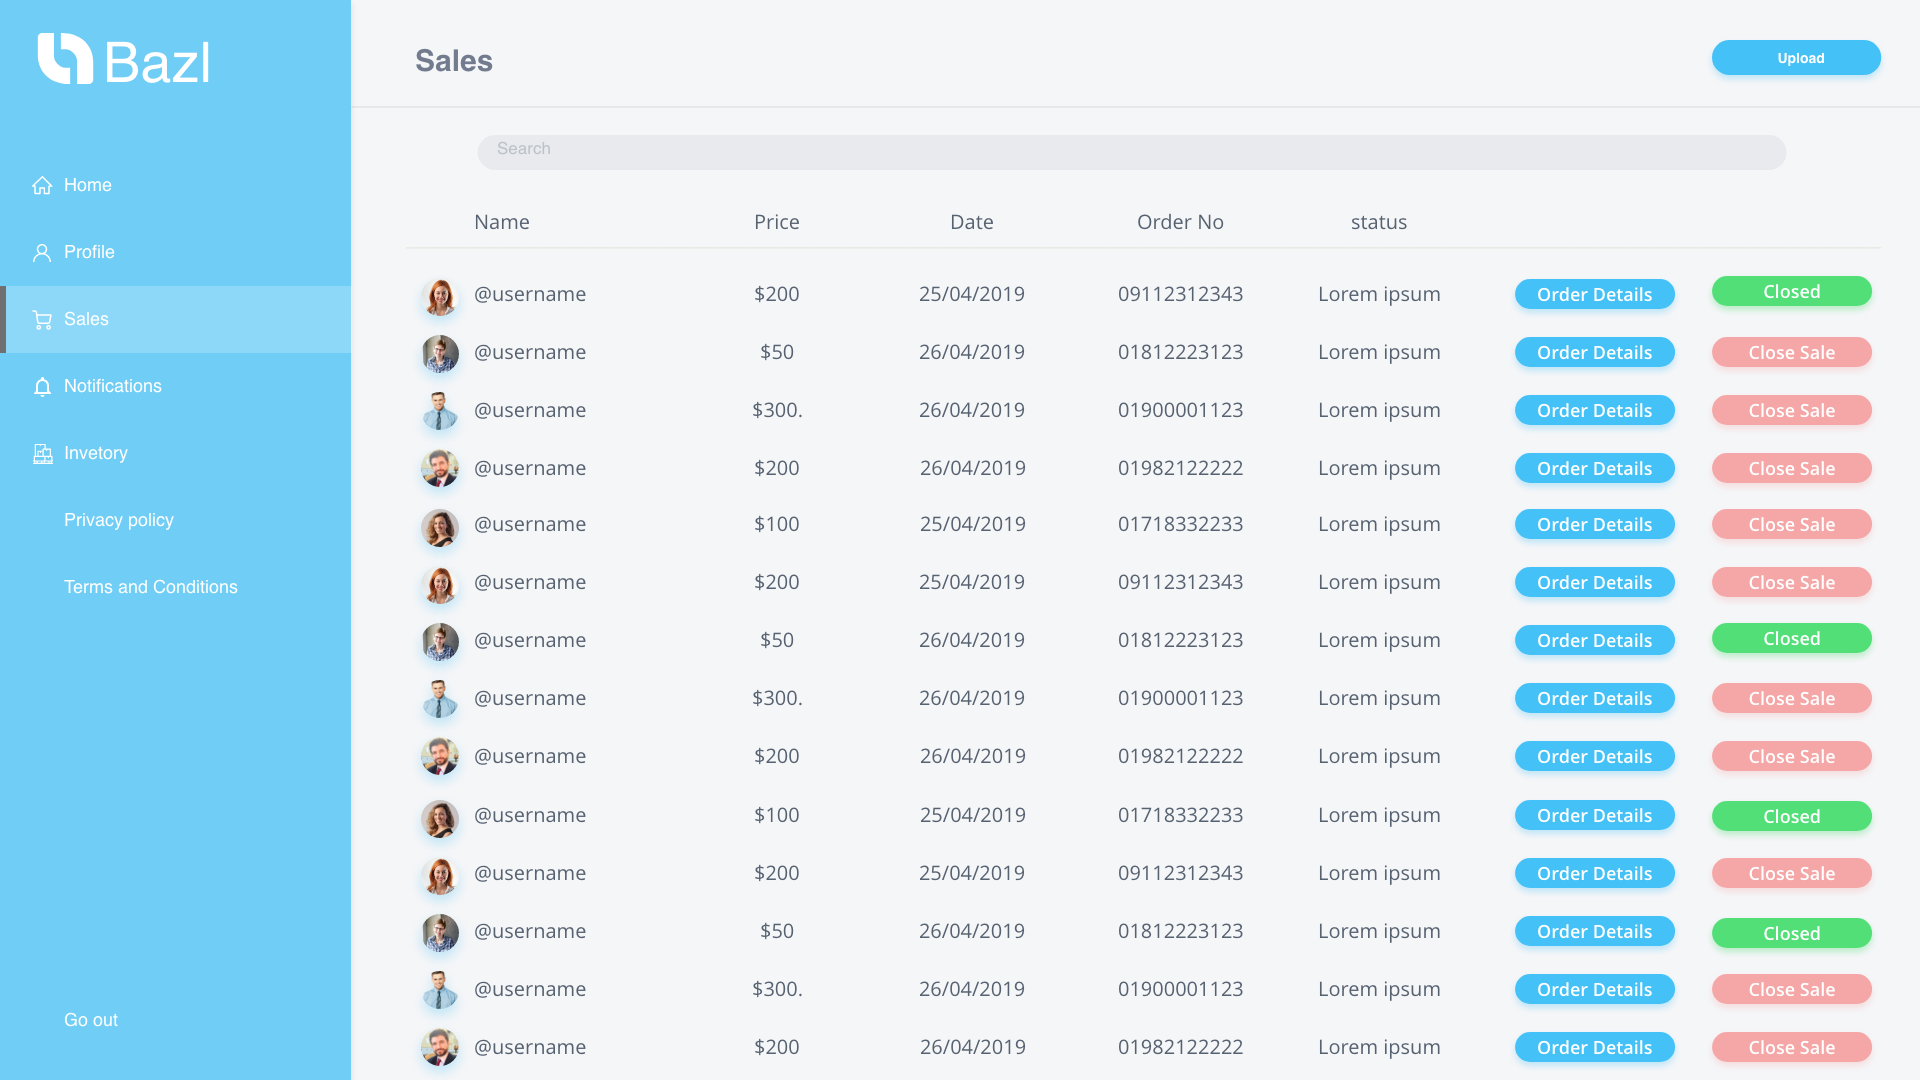 Bazl
Home
Profile
Sales
Notifications
Invetory
Privacy policy
Terms and Conditions
Go out
Sales
Upload
Search
Name Price Date Order No status
@username $200 25/04/2019 09112312343 Lorem ipsum Order Details Closed
@username $50 26/04/2019 01812223123 Lorem ipsum Order Details Close Sale
@username $300. 26/04/2019 01900001123 Lorem ipsum Order Details Close Sale
@username $200 26/04/2019 01982122222 Lorem ipsum Order Details Close Sale
@username $100 25/04/2019 01718332233 Lorem ipsum Order Details Close Sale
@username $200 25/04/2019 09112312343 Lorem ipsum Order Details Close Sale
@username $50 26/04/2019 01812223123 Lorem ipsum Order Details Closed
@username $300. 26/04/2019 01900001123 Lorem ipsum Order Details Close Sale
@username $200 26/04/2019 01982122222 Lorem ipsum Order Details Close Sale
@username $100 25/04/2019 01718332233 Lorem ipsum Order Details Closed
@username $200 25/04/2019 09112312343 Lorem ipsum Order Details Close Sale
@username $50 26/04/2019 01812223123 Lorem ipsum Order Details Closed
@username $300. 26/04/2019 01900001123 Lorem ipsum Order Details Close Sale
@username $200 26/04/2019 01982122222 Lorem ipsum Order Details Close Sale